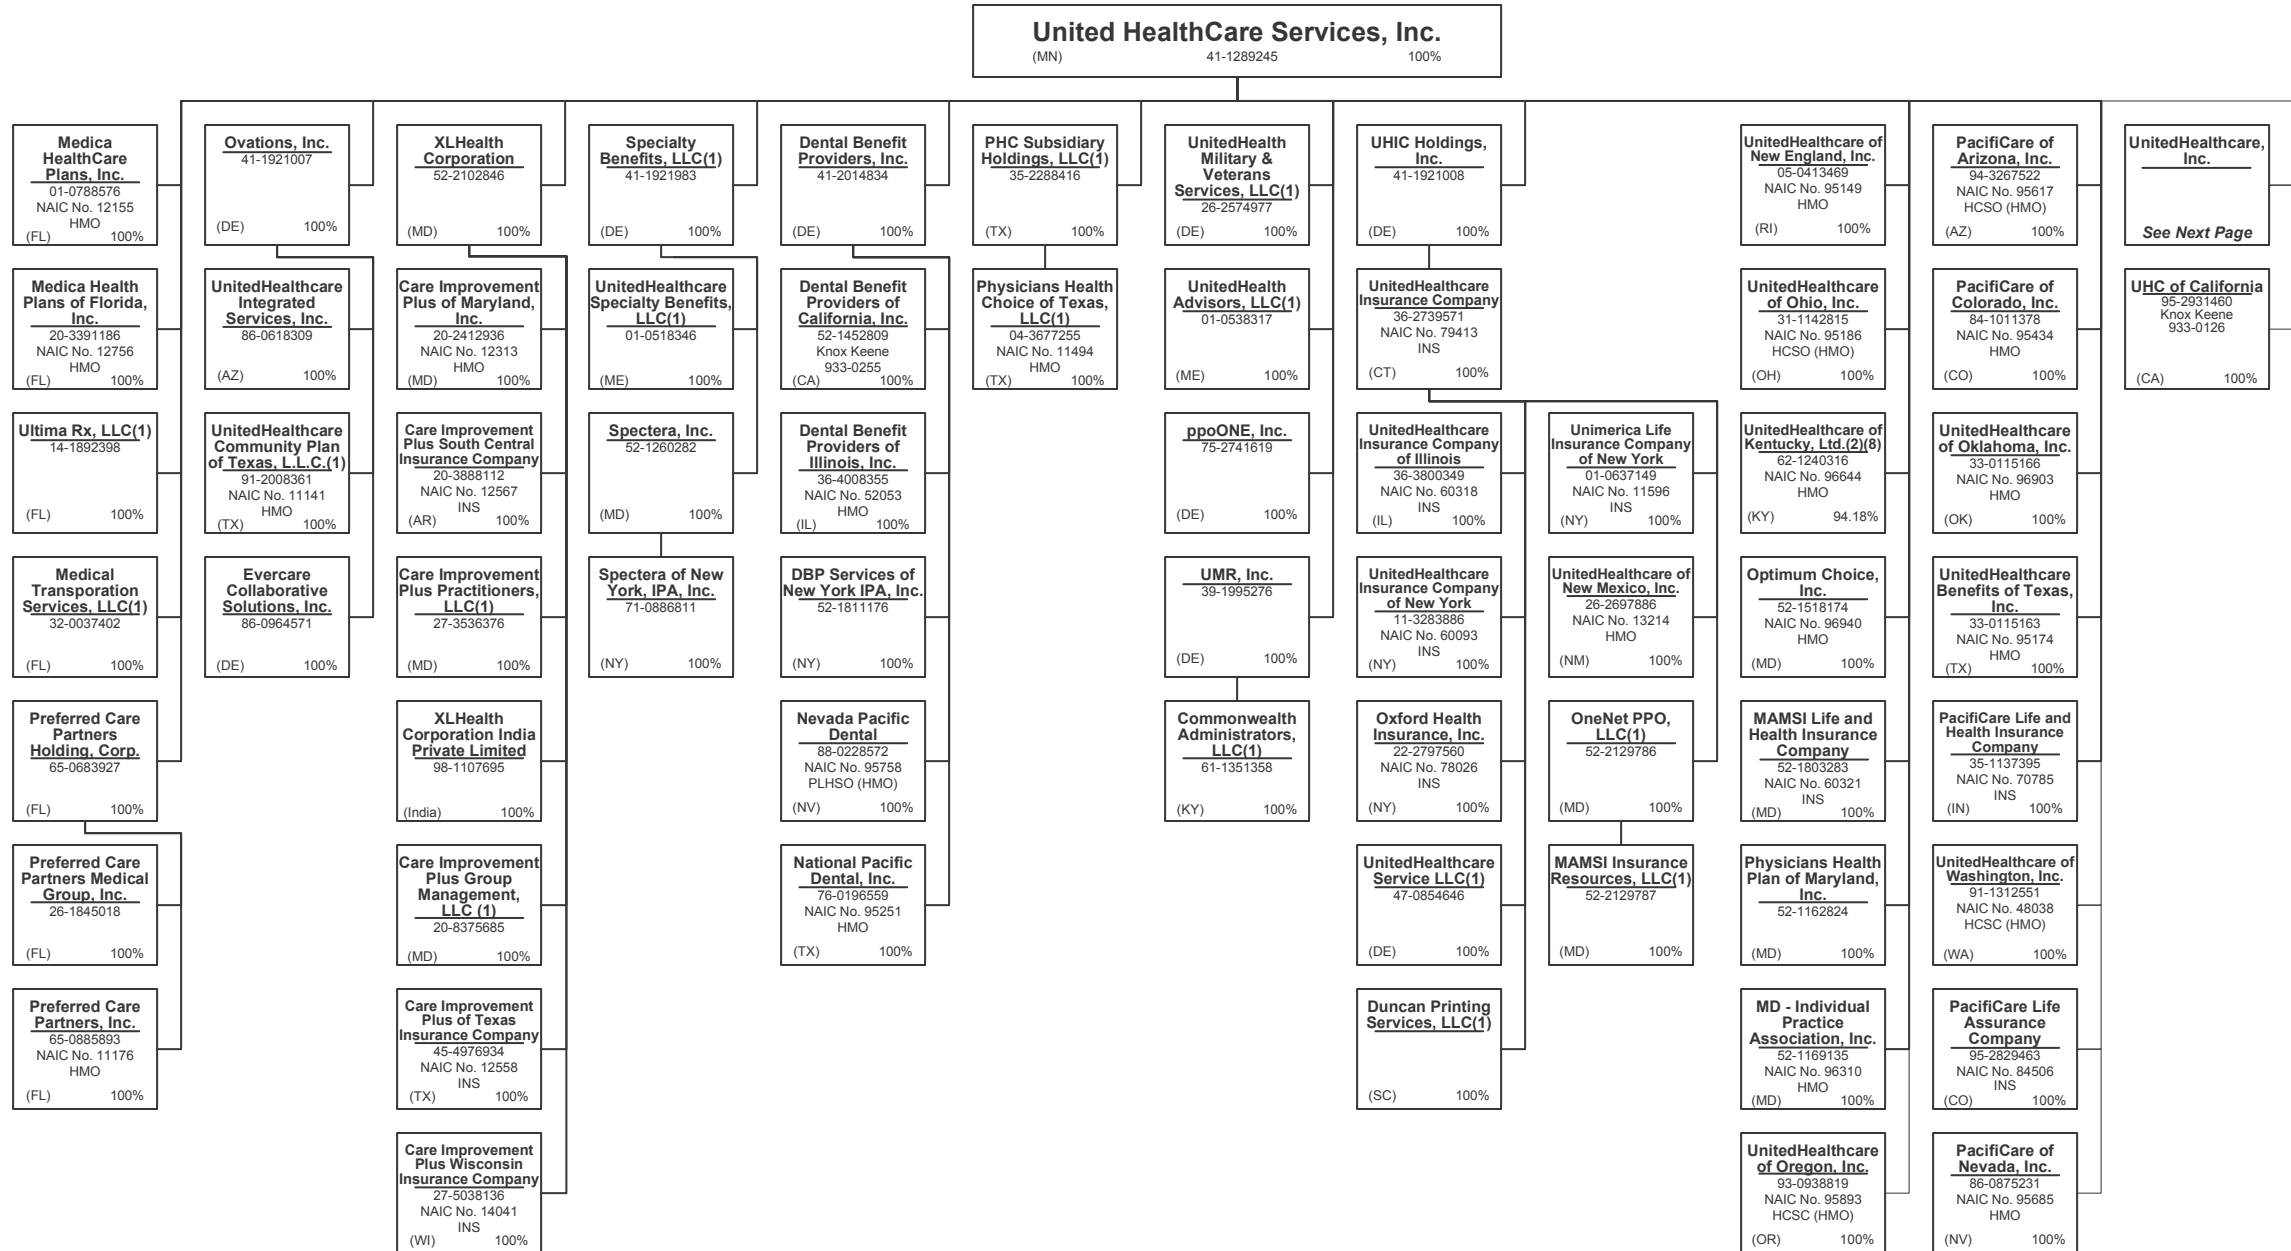 United HealthCare Services, Inc.
(MN) 41-1289245 100%
Medica
HealthCare
Plans, Inc.
01-0788576
NAIC No. 12155
HMO
(FL) 100%
Medica Health
Plans of Florida,
Inc.
20-3391186
NAIC No. 12756
HMO
(FL) 100%
Ultima Rx, LLC(1)
14-1892398
(FL) 100%
Medical
Transporation
Services, LLC(1)
32-0037402
(FL) 100%
Preferred Care
Partners
Holding, Corp.
65-0683927
(FL) 100%
Preferred Care
Partners Medical
Group, Inc.
26-1845018
(FL) 100%
Preferred Care
Partners, Inc.
65-0885893
NAIC No. 11176
HMO
(FL) 100%
Ovations, Inc.
41-1921007
(DE) 100%
UnitedHealthcare
Integrated
Services, Inc.
86-0618309
(AZ) 100%
UnitedHealthcare
Community Plan
of Texas, L.L.C.(1)
91-2008361
NAIC No. 11141
HMO
(TX) 100%
Evercare
Collaborative
Solutions, Inc.
86-0964571
(DE) 100%
XLHealth
Corporation
52-2102846
(MD) 100%
Care Improvement
Plus of Maryland,
Inc.
20-2412936
NAIC No. 12313
HMO
(MD) 100%
Care Improvement
Plus South Central
Insurance Company
20-3888112
NAIC No. 12567
INS
(AR) 100%
Care Improvement
Plus Practitioners,
LLC(1)
27-3536376
(MD) 100%
XLHealth
Corporation India
Private Limited
98-1107695
(India) 100%
Care Improvement
Plus Group
Management,
LLC (1)
20-8375685
(MD) 100%
Care Improvement
Plus of Texas
Insurance Company
45-4976934
NAIC No. 12558
INS
(TX) 100%
Care Improvement
Plus Wisconsin
Insurance Company
27-5038136
NAIC No. 14041
INS
(WI) 100%
Specialty
Benefits, LLC(1)
41-1921983
(DE) 100%
UnitedHealthcare
Specialty Benefits,
LLC(1)
01-0518346
(ME) 100%
Spectera, Inc.
52-1260282
(MD) 100%
Spectera of New
York, IPA, Inc.
71-0886811
(NY) 100%
Dental Benefit
Providers, Inc.
41-2014834
(DE) 100%
Dental Benefit
Providers of
California, Inc.
52-1452809
Knox Keene
933-0255
(CA) 100%
Dental Benefit
Providers of
Illinois, Inc.
36-4008355
NAIC No. 52053
HMO
(IL) 100%
DBP Services of
New York IPA, Inc.
52-1811176
(NY) 100%
Nevada Pacific
Dental
88-0228572
NAIC No. 95758
PLHSO (HMO)
(NV) 100%
National Pacific
Dental, Inc.
76-0196559
NAIC No. 95251
HMO
(TX) 100%
PHC Subsidiary
Holdings, LLC(1)
35-2288416
(TX) 100%
Physicians Health
Choice of Texas,
LLC(1)
04-3677255
NAIC No. 11494
HMO
(TX) 100%
UnitedHealth
Military &
Veterans
Services, LLC(1)
26-2574977
(DE) 100%
UnitedHealth
Advisors, LLC(1)
01-0538317
(ME) 100%
ppoONE, Inc.
75-2741619
(DE) 100%
UMR, Inc.
39-1995276
(DE) 100%
Commonwealth
Administrators,
LLC(1)
61-1351358
(KY) 100%
UHIC Holdings,
Inc.
41-1921008
(DE) 100%
UnitedHealthcare
Insurance Company
36-2739571
NAIC No. 79413
INS
(CT) 100%
UnitedHealthcare
Insurance Company
of Illinois
36-3800349
NAIC No. 60318
INS
(IL) 100%
UnitedHealthcare
Insurance Company
of New York
11-3283886
NAIC No. 60093
INS
(NY) 100%
Oxford Health
Insurance, Inc.
22-2797560
NAIC No. 78026
INS
(NY) 100%
UnitedHealthcare
Service LLC(1)
47-0854646
(DE) 100%
Duncan Printing
Services, LLC(1)
(SC) 100%
Unimerica Life
Insurance Company
of New York
01-0637149
NAIC No. 11596
INS
(NY) 100%
UnitedHealthcare of
New Mexico, Inc.
26-2697886
NAIC No. 13214
HMO
(NM) 100%
OneNet PPO,
LLC(1)
52-2129786
(MD) 100%
MAMSI Insurance
Resources, LLC(1)
52-2129787
(MD) 100%
UnitedHealthcare of
New England, Inc.
05-0413469
NAIC No. 95149
HMO
(RI) 100%
UnitedHealthcare
of Ohio, Inc.
31-1142815
NAIC No. 95186
HCSO (HMO)
(OH) 100%
UnitedHealthcare of
Kentucky, Ltd.(2)(8)
62-1240316
NAIC No. 96644
HMO
(KY) 94.18%
Optimum Choice,
Inc.
52-1518174
NAIC No. 96940
HMO
(MD) 100%
MAMSI Life and
Health Insurance
Company
52-1803283
NAIC No. 60321
INS
(MD) 100%
Physicians Health
Plan of Maryland,
Inc.
52-1162824
(MD) 100%
MD - Individual
Practice
Association, Inc.
52-1169135
NAIC No. 96310
HMO
(MD) 100%
UnitedHealthcare
of Oregon, Inc.
93-0938819
NAIC No. 95893
HCSC (HMO)
(OR) 100%
PacifiCare of
Arizona, Inc.
94-3267522
NAIC No. 95617
HCSO (HMO)
(AZ) 100%
PacifiCare of
Colorado, Inc.
84-1011378
NAIC No. 95434
HMO
(CO) 100%
UnitedHealthcare
of Oklahoma, Inc.
33-0115166
NAIC No. 96903
HMO
(OK) 100%
UnitedHealthcare
Benefits of Texas,
Inc.
33-0115163
NAIC No. 95174
HMO
(TX) 100%
PacifiCare Life and
Health Insurance
Company
35-1137395
NAIC No. 70785
INS
(IN) 100%
UnitedHealthcare of
Washington, Inc.
91-1312551
NAIC No. 48038
HCSC (HMO)
(WA) 100%
PacifiCare Life
Assurance
Company
95-2829463
NAIC No. 84506
INS
(CO) 100%
PacifiCare of
Nevada, Inc.
86-0875231
NAIC No. 95685
HMO
(NV) 100%
UnitedHealthcare,
Inc.
See Next Page
UHC of California
95-2931460
Knox Keene
933-0126
(CA) 100%